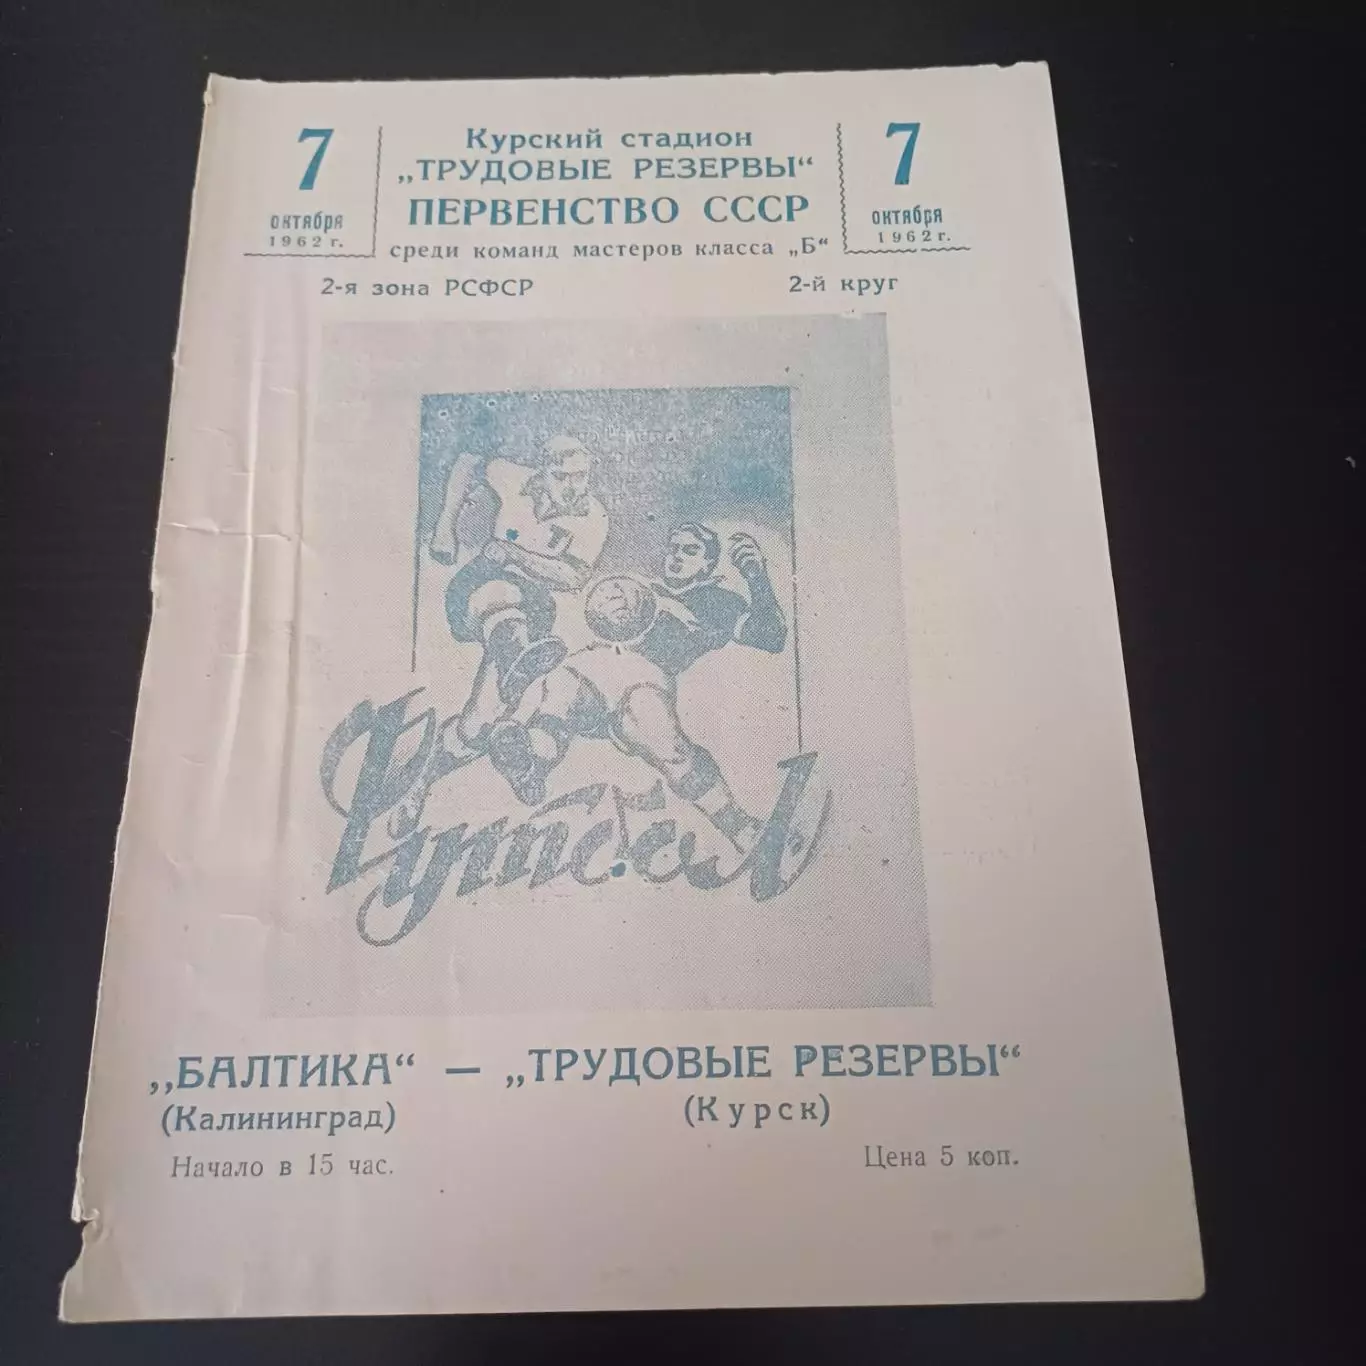 7
октября
1962 г.
Курский стадион
„ТРУДОВЫЕ РЕЗЕРВЫ“
ПЕРВЕНСТВО СССР
среди команд мастеров класса „Б“
7
октября
1962 г.
2-я зона РСФСР
2-й круг
Футбол
„БАЛТИКА“ — „ТРУДОВЫЕ РЕЗЕРВЫ“
(Калининград)
(Курск)
Начало в 15 час.
Цена 5 коп.